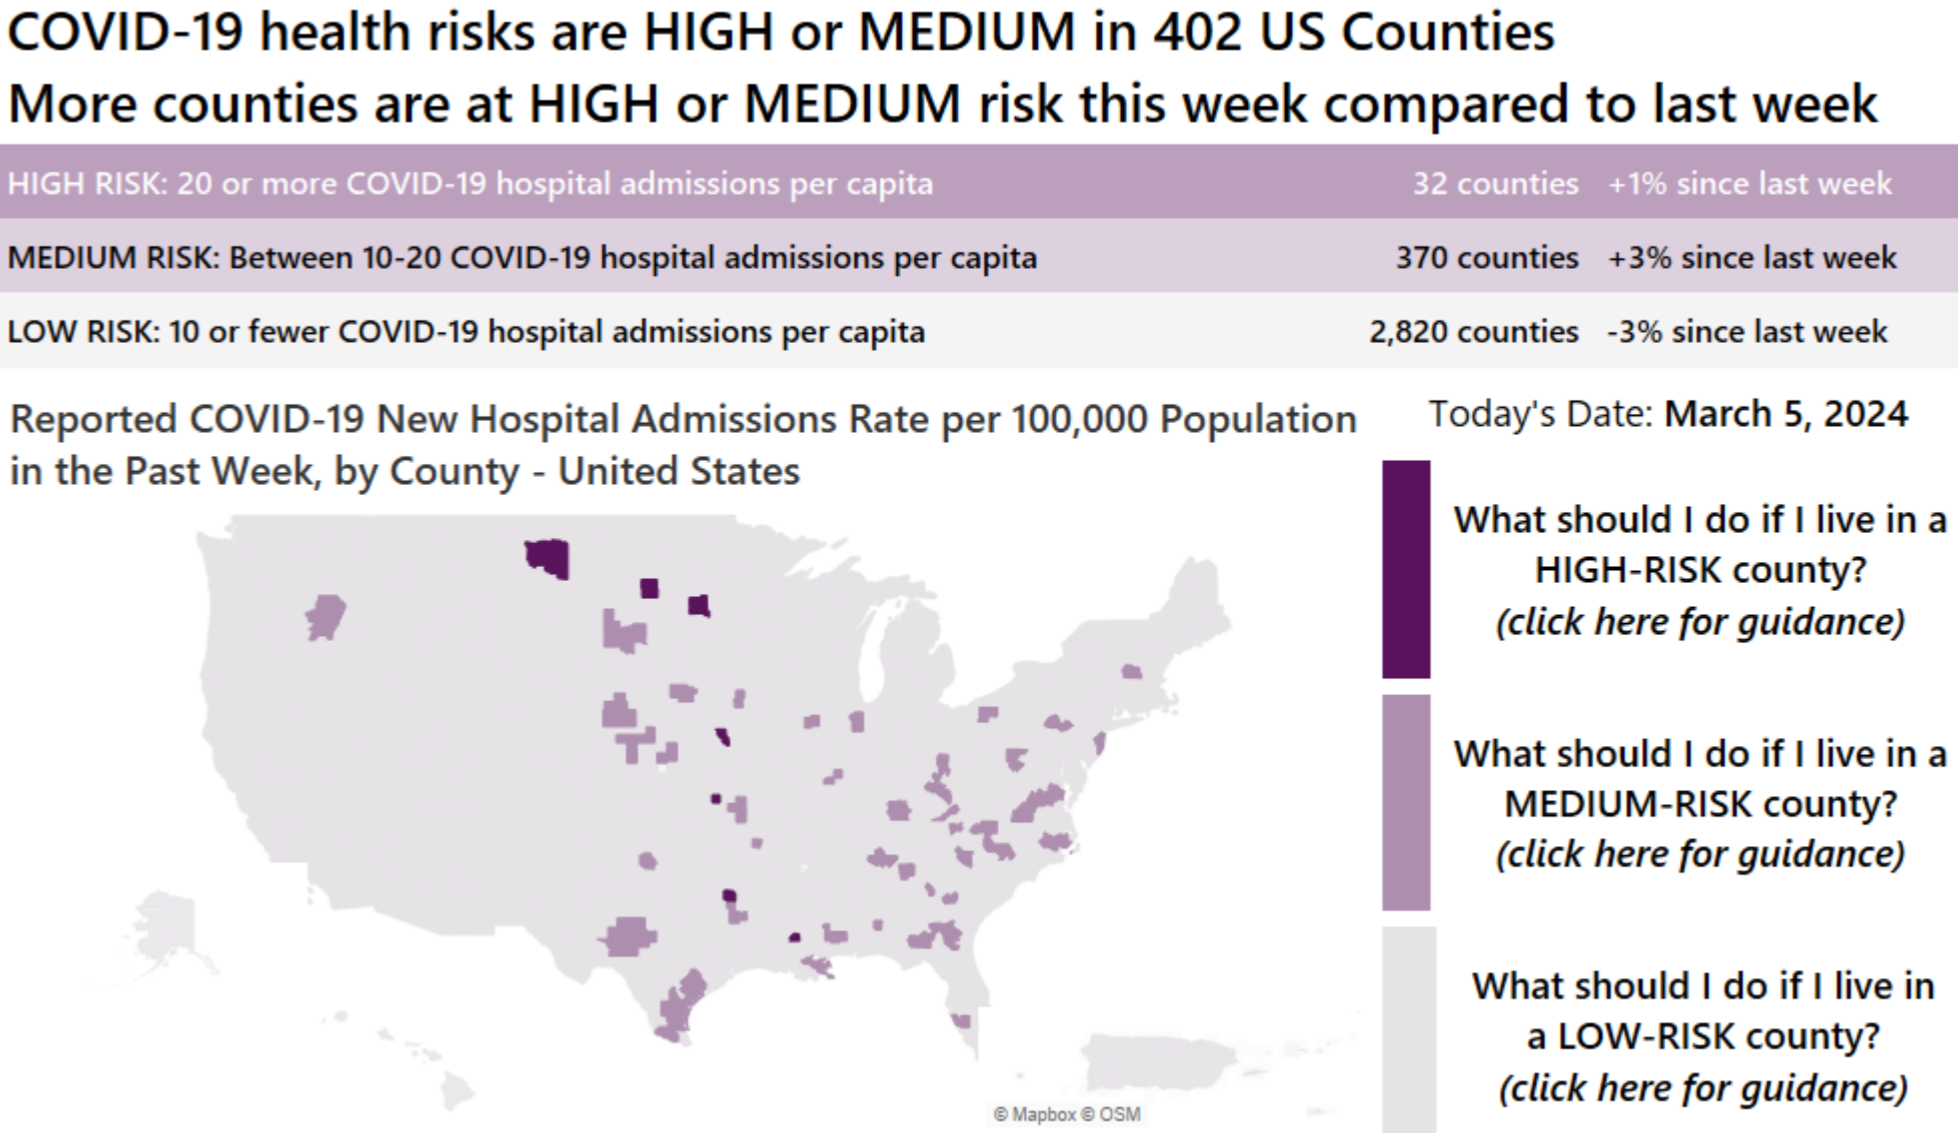 COVID-19 health risks are HIGH or MEDIUM in 402 US Counties
More counties are at HIGH or MEDIUM risk this week compared to last week
HIGH RISK: 20 or more COVID-19 hospital admissions per capita 32 counties +1% since last week
MEDIUM RISK: Between 10-20 COVID-19 hospital admissions per capita 370 counties +3% since last week
LOW RISK: 10 or fewer COVID-19 hospital admissions per capita 2,820 counties -3% since last week
Reported COVID-19 New Hospital Admissions Rate per 100,000 Population
in the Past Week, by County - United States
Today's Date: March 5, 2024
What should I do if I live in a
HIGH-RISK county?
(click here for guidance)
What should I do if I live in a
MEDIUM-RISK county?
(click here for guidance)
What should I do if I live in
a LOW-RISK county?
(click here for guidance)
© Mapbox © OSM